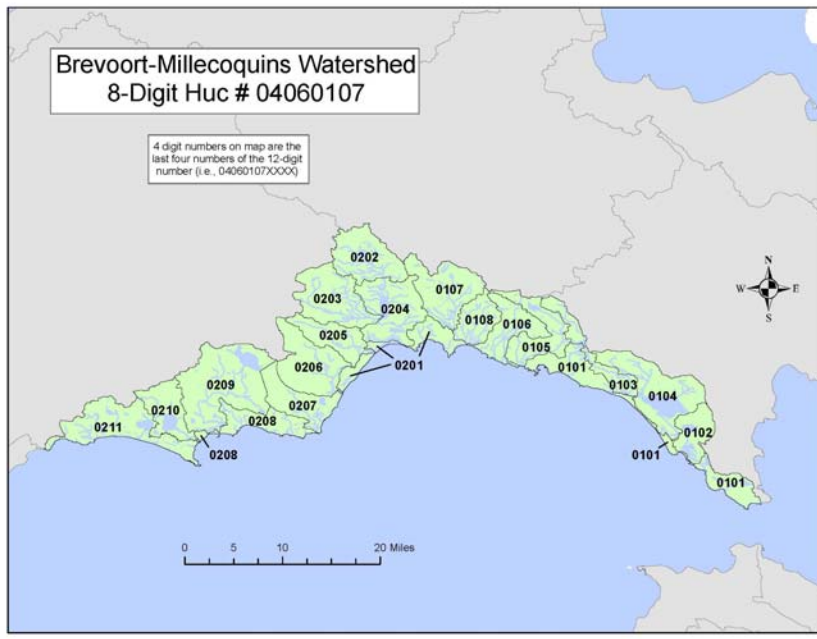 Brevoort-Millecoquins Watershed
8-Digit Huc # 04060107
4 digit numbers on map are the
last four numbers of the 12-digit
number (i.e., 04060107XXXX)
0202
0203
0204
0107
0108
0106
0205
0105
0201
0101
0206
0209
0103
0104
0207
0210
0208
0211
0102
0101
0208
0101
N
W
E
S
0 5 10 20 Miles